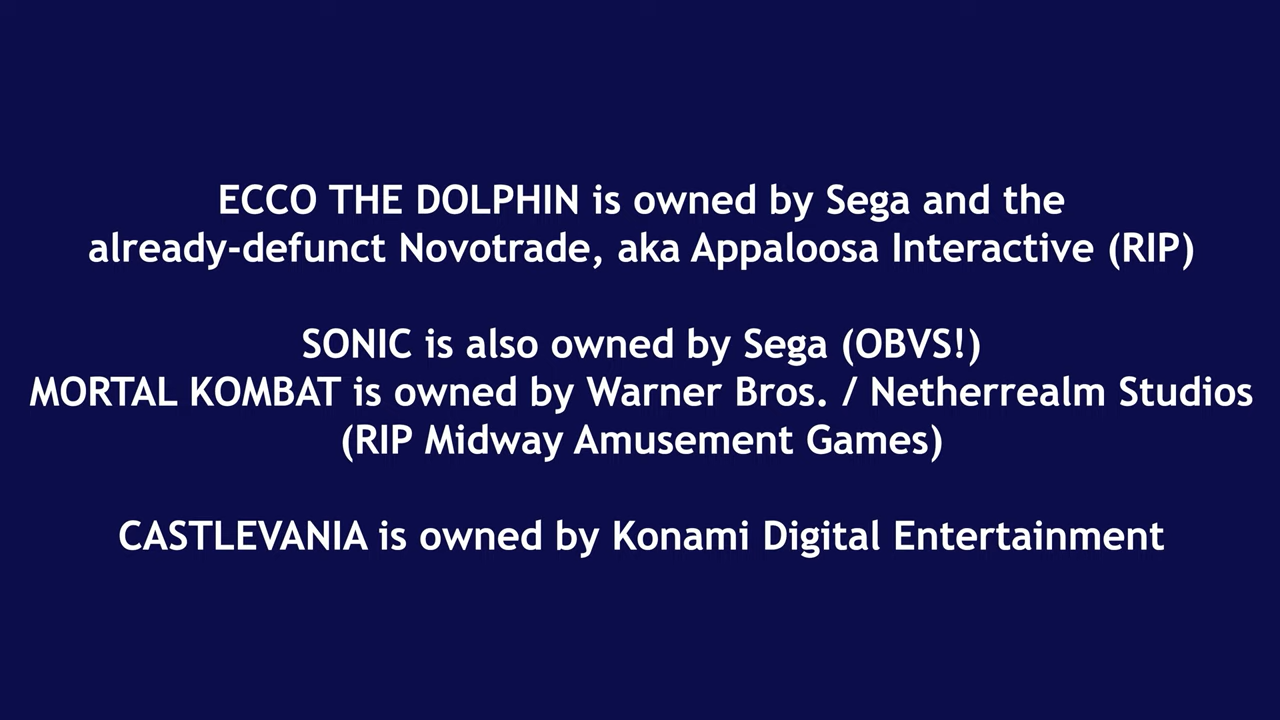 ECCO THE DOLPHIN is owned by Sega and the
already-defunct Novotrade, aka Appaloosa Interactive (RIP)
SONIC is also owned by Sega (OBVS!)
MORTAL KOMBAT is owned by Warner Bros. / Netherrealm Studios
(RIP Midway Amusement Games)
CASTLEVANIA is owned by Konami Digital Entertainment